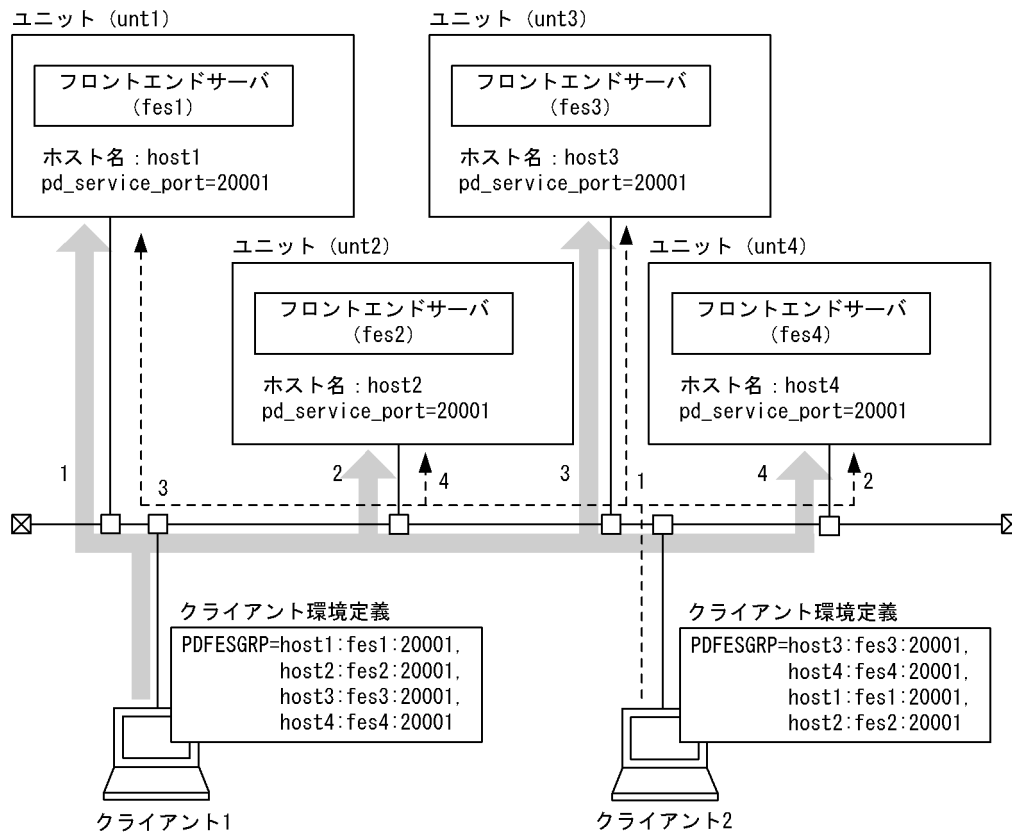 ユニット（unt1）
フロントエンドサーバ
（fes1）
ホスト名：host1
pd_service_port=20001
ユニット（unt3）
フロントエンドサーバ
（fes3）
ホスト名：host3
pd_service_port=20001
ユニット（unt2）
フロントエンドサーバ
（fes2）
ホスト名：host2
pd_service_port=20001
ユニット（unt4）
フロントエンドサーバ
（fes4）
ホスト名：host4
pd_service_port=20001
1
3
2
4
3
1
4
2
クライアント環境定義
PDFESGRP=host1:fes1:20001,
host2:fes2:20001,
host3:fes3:20001,
host4:fes4:20001
クライアント1
クライアント環境定義
PDFESGRP=host3:fes3:20001,
host4:fes4:20001,
host1:fes1:20001,
host2:fes2:20001
クライアント2